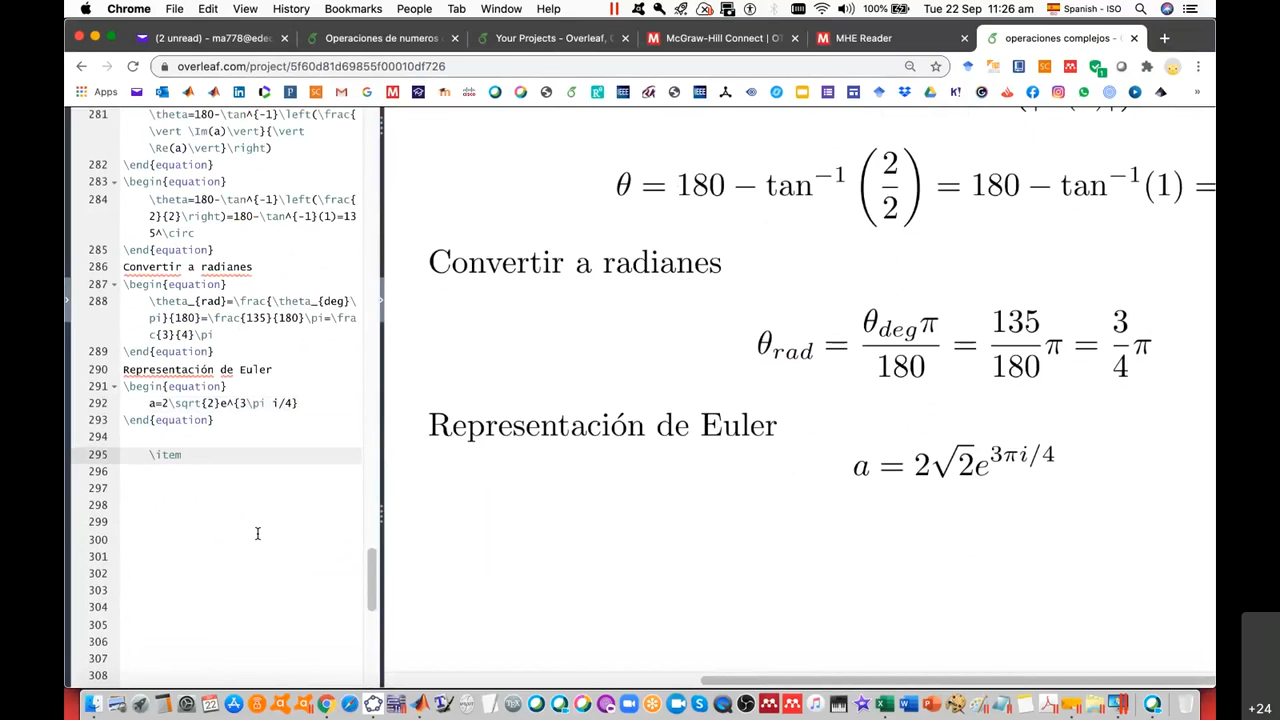 Chrome File Edit View History Bookmarks People Tab Window Help 100% Tue 22 Sep 11:26 am Spanish - ISO
(2 unread) - ma778@ede Operaciones de numeros Your Projects - Overleaf, McGraw-Hill Connect | O MHE Reader operaciones complejos -
overleaf.com/project/5f60d81d69855f00010df726
Apps
281 \theta=180-\tan^{-1}\left(\frac{
\vert \Im(a)\vert}{\vert
\Re(a)\vert}\right)
282 \end{equation}
283 \begin{equation}
284 \theta=180-\tan^{-1}\left(\frac{
2}{2}\right)=180-\tan^{-1}(1)=13
5^\circ
285 \end{equation}
286 Convertir a radianes
287 \begin{equation}
288 \theta_{rad}=\frac{\theta_{deg}\
pi}{180}=\frac{135}{180}\pi=\fra
c{3}{4}\pi
289 \end{equation}
290 Representación de Euler
291 \begin{equation}
292 a=2\sqrt{2}e^{3\pi i/4}
293 \end{equation}
294
295 \item
296
297
298
299
300
301
302
303
304
305
306
307
308
θ = 180 − tan⁻¹ (2/2) = 180 − tan⁻¹(1) =
Convertir a radianes
θ_rad = θ_deg π/180 = 135/180 π = 3/4 π
Representación de Euler
a = 2√2e^{3πi/4}
+24